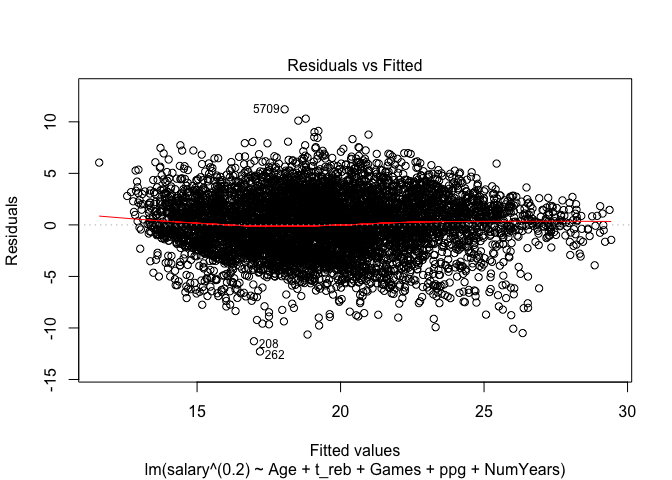 Residuals vs Fitted
5709
208
262
10
5
0
-5
-10
-15
Residuals
15 20 25 30
Fitted values
lm(salary^(0.2) ~ Age + t_reb + Games + ppg + NumYears)